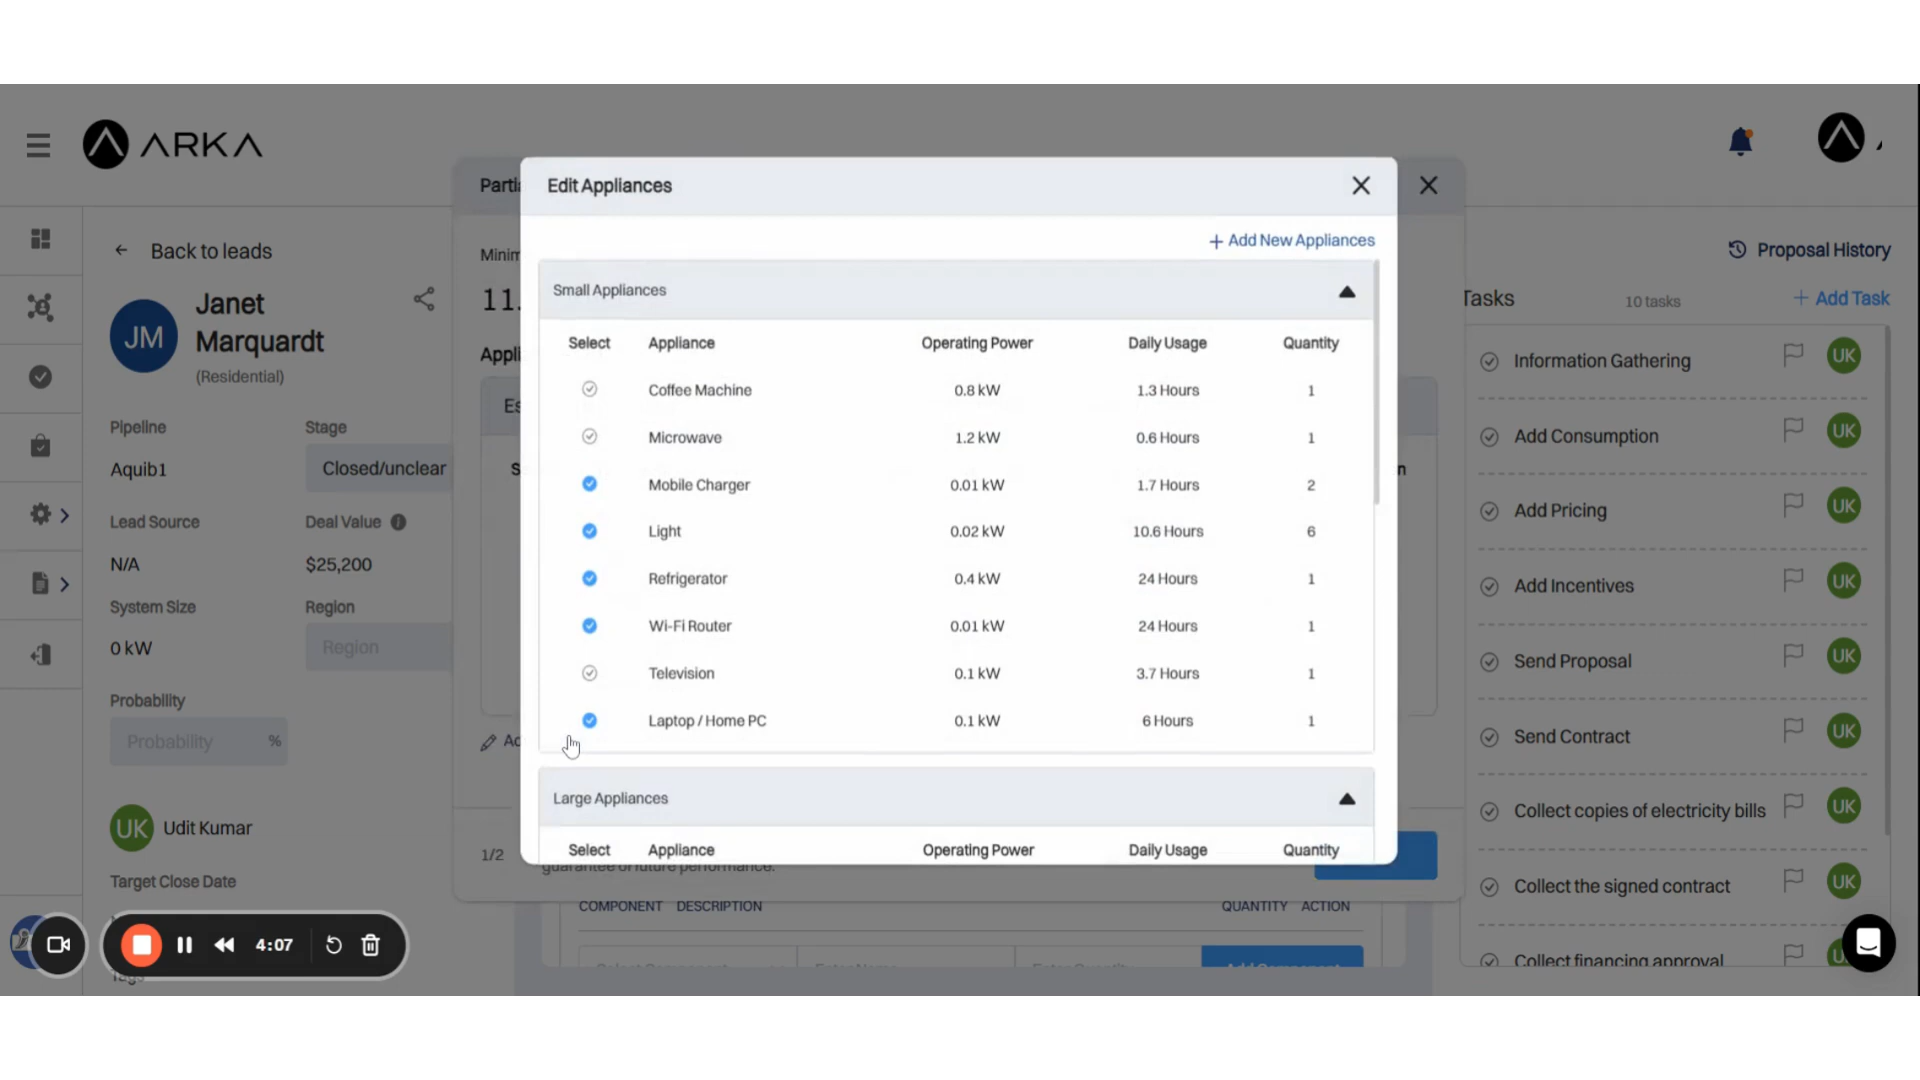 ARKA
Back to leads
JM
Janet
Marquardt
(Residential)
Pipeline
Stage
Aquib1
Closed/unclear
Lead Source
Deal Value
N/A
$25,200
System Size
Region
0 kW
Region
Probability
Probability %
UK Udit Kumar
Target Close Date
4:07
Minim
11.
1/2
Edit Appliances
+ Add New Appliances
Small Appliances
Select Appliance Operating Power Daily Usage Quantity
Coffee Machine 0.8 kW 1.3 Hours 1
Microwave 1.2 kW 0.6 Hours 1
Mobile Charger 0.01 kW 1.7 Hours 2
Light 0.02 kW 10.6 Hours 6
Refrigerator 0.4 kW 24 Hours 1
Wi-Fi Router 0.01 kW 24 Hours 1
Television 0.1 kW 3.7 Hours 1
Laptop / Home PC 0.1 kW 6 Hours 1
Large Appliances
Select Appliance Operating Power Daily Usage Quantity
guarantee of future performance.
COMPONENT DESCRIPTION QUANTITY ACTION
Proposal History
Tasks 10 tasks + Add Task
Information Gathering UK
Add Consumption UK
Add Pricing UK
Add Incentives UK
Send Proposal UK
Send Contract UK
Collect copies of electricity bills UK
Collect the signed contract UK
Collect financing approval